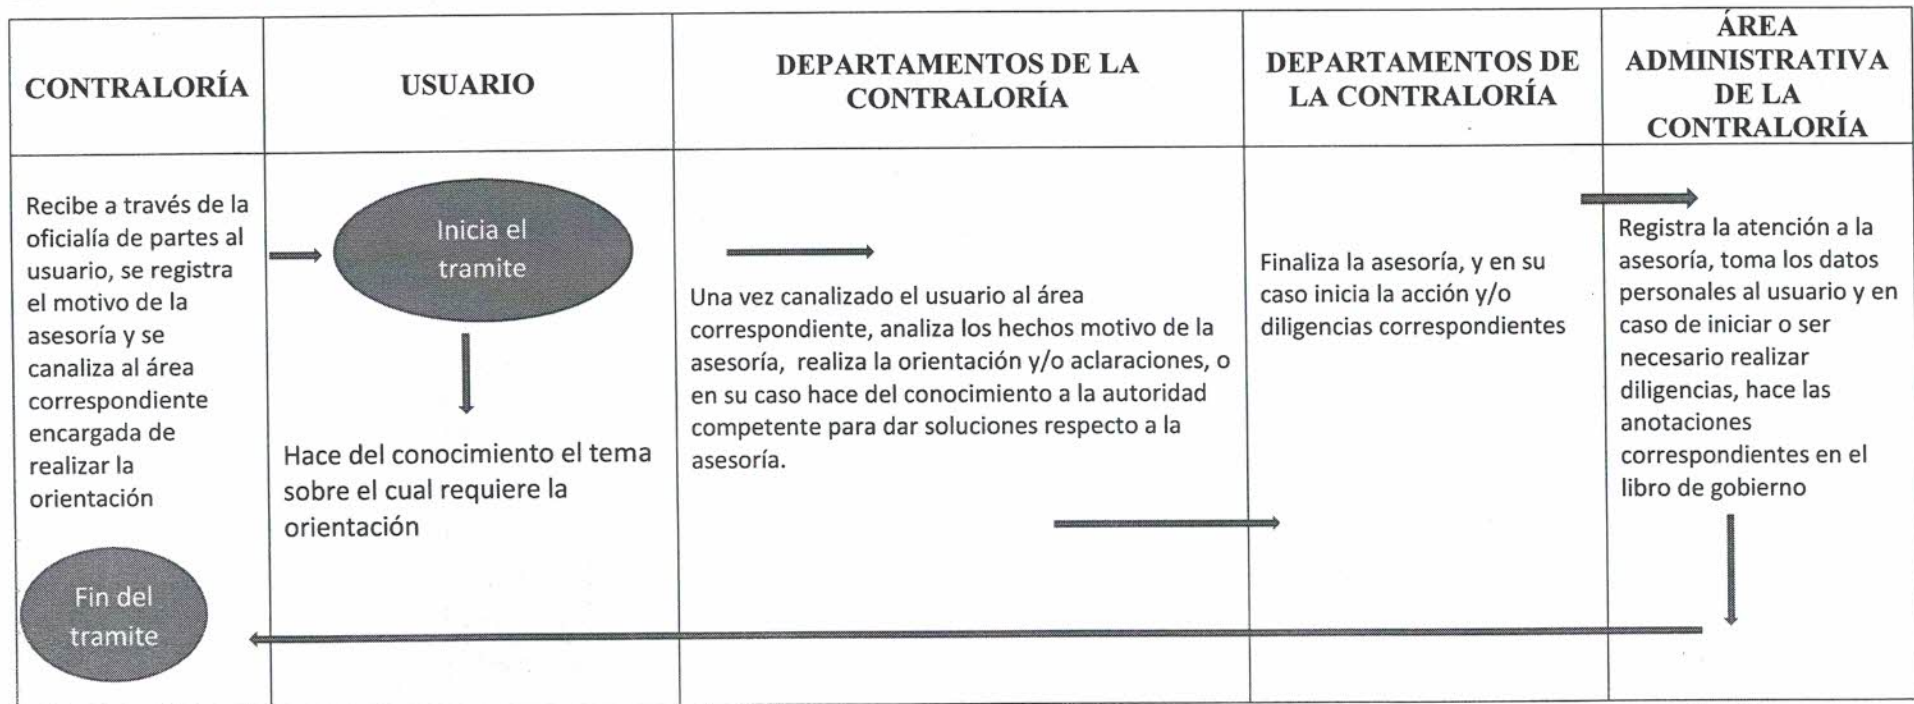 CONTRALORÍA
USUARIO
DEPARTAMENTOS DE LA
CONTRALORÍA
DEPARTAMENTOS DE
LA CONTRALORÍA
ÁREA
ADMINISTRATIVA
DE LA
CONTRALORÍA
Recibe a través de la
oficialía de partes al
usuario, se registra
el motivo de la
asesoría y se
canaliza al área
correspondiente
encargada de
realizar la
orientación
Fin del
tramite
Inicia el
tramite
Hace del conocimiento el tema
sobre el cual requiere la
orientación
Una vez canalizado el usuario al área
correspondiente, analiza los hechos motivo de la
asesoría, realiza la orientación y/o aclaraciones, o
en su caso hace del conocimiento a la autoridad
competente para dar soluciones respecto a la
asesoría.
Finaliza la asesoría, y en su
caso inicia la acción y/o
diligencias correspondientes
Registra la atención a la
asesoría, toma los datos
personales al usuario y en
caso de iniciar o ser
necesario realizar
diligencias, hace las
anotaciones
correspondientes en el
libro de gobierno